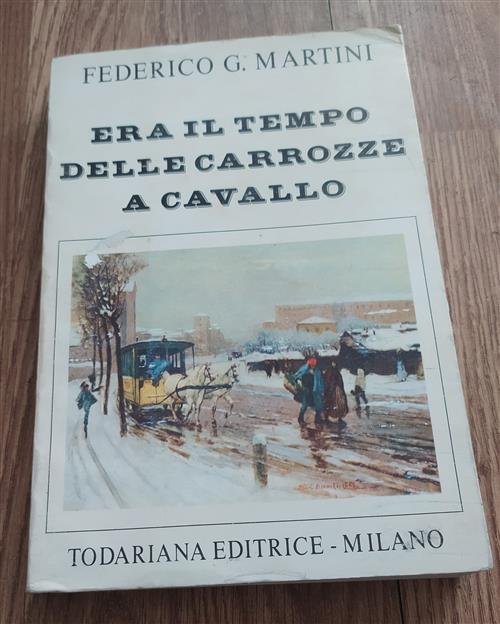 FEDERICO G. MARTINI
ERA IL TEMPO
DELLE CARROZZE
A CAVALLO
TODARIANA EDITRICE - MILANO